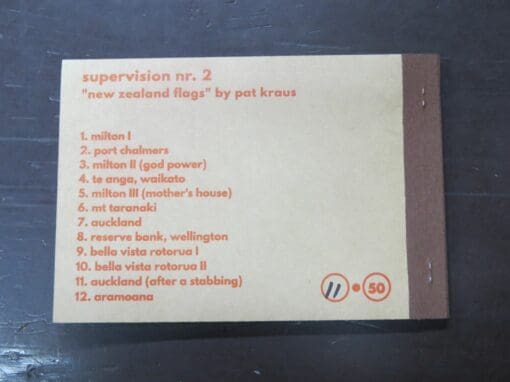 supervision nr. 2
"new zealand flags" by pat kraus
1. milton I
2. port chalmers
3. milton II (god power)
4. te anga, waikato
5. milton III (mother's house)
6. mt taranaki
7. auckland
8. reserve bank, wellington
9. bella vista rotorua I
10. bella vista rotorua II
11. auckland (after a stabbing)
12. aramoana
11 • 50